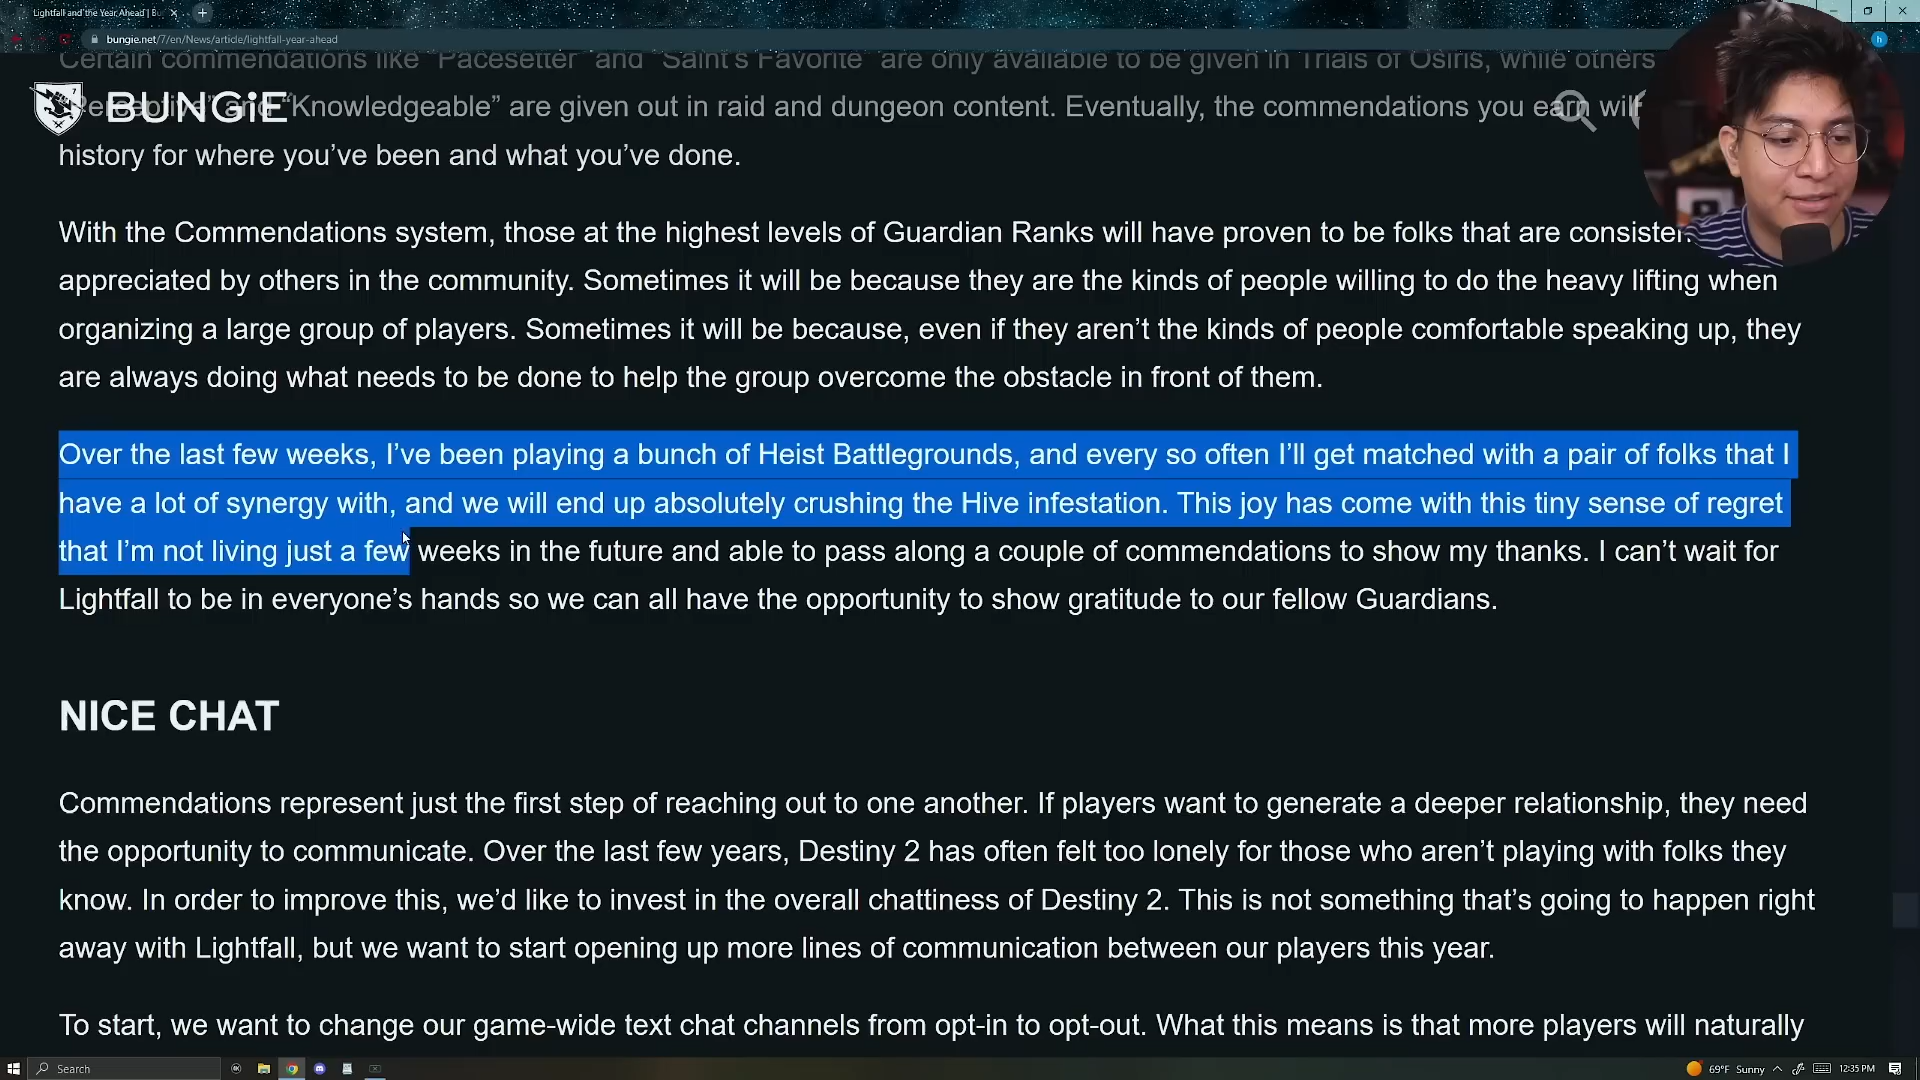 Lightfall and the Year Ahead | Bu
bungie.net/7/en/News/article/lightfall-year-ahead
h
Certain commendations like “Pacesetter” and “Saint’s Favorite” are only available to be given in Trials of Osiris, while others
BUNGiE
“Perceptive” and “Knowledgeable” are given out in raid and dungeon content. Eventually, the commendations you earn will
history for where you’ve been and what you’ve done.
With the Commendations system, those at the highest levels of Guardian Ranks will have proven to be folks that are
appreciated by others in the community. Sometimes it will be because they are the kinds of people willing to do the heavy lifting when
organizing a large group of players. Sometimes it will be because, even if they aren’t the kinds of people comfortable speaking up, they
are always doing what needs to be done to help the group overcome the obstacle in front of them.
Over the last few weeks, I’ve been playing a bunch of Heist Battlegrounds, and every so often I’ll get matched with a pair of folks that I
have a lot of synergy with, and we will end up absolutely crushing the Hive infestation. This joy has come with this tiny sense of regret
that I’m not living just a few weeks in the future and able to pass along a couple of commendations to show my thanks. I can’t wait for
Lightfall to be in everyone’s hands so we can all have the opportunity to show gratitude to our fellow Guardians.
NICE CHAT
Commendations represent just the first step of reaching out to one another. If players want to generate a deeper relationship, they need
the opportunity to communicate. Over the last few years, Destiny 2 has often felt too lonely for those who aren’t playing with folks they
know. In order to improve this, we’d like to invest in the overall chattiness of Destiny 2. This is not something that’s going to happen right
away with Lightfall, but we want to start opening up more lines of communication between our players this year.
To start, we want to change our game-wide text chat channels from opt-in to opt-out. What this means is that more players will naturally
Search
69°F Sunny
12:35 PM